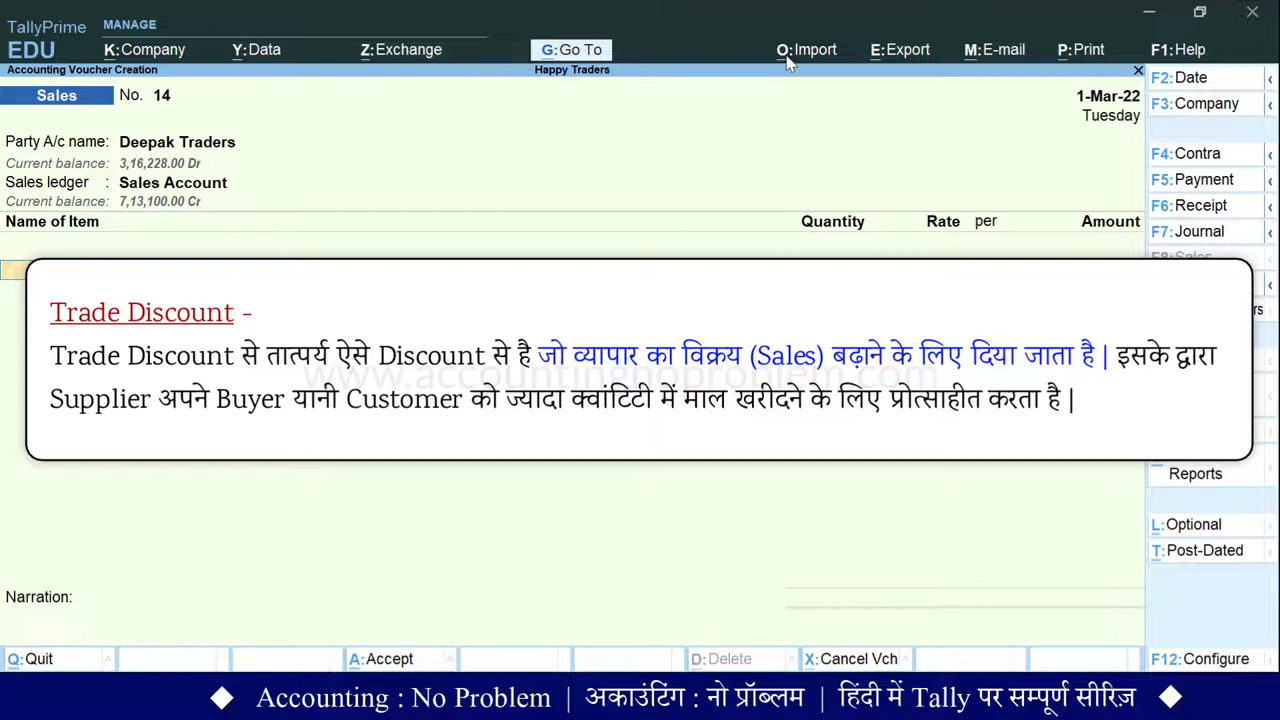 TallyPrime
MANAGE
EDU
K:Company
Y:Data
Z:Exchange
G:Go To
O:Import
E:Export
M:E-mail
P:Print
F1:Help
Accounting Voucher Creation
Happy Traders
F2:Date
Sales
No. 14
1-Mar-22
F3:Company
Tuesday
Party A/c name: Deepak Traders
F4:Contra
Current balance: 3,16,228.00 Dr
Sales ledger : Sales Account
F5:Payment
Current balance: 7,13,100.00 Cr
F6:Receipt
Name of Item
Quantity
Rate
per
Amount
F7:Journal
F8:Sales
Trade Discount -
Trade Discount से तात्पर्य ऐसे Discount से है जो व्यापार का विक्रय (Sales) बढ़ाने के लिए दिया जाता है | इसके द्वारा
www.accountingnoproblem.com
Supplier अपने Buyer यानी Customer को ज्यादा क्वांटिटी में माल खरीदने के लिए प्रोत्साहीत करता है |
Reports
L:Optional
T:Post-Dated
Narration:
Q:Quit
A:Accept
D:Delete
X:Cancel Vch
F12:Configure
Accounting : No Problem | अकाउंटिंग : नो प्रॉब्लम | हिंदी में Tally पर सम्पूर्ण सीरिज़